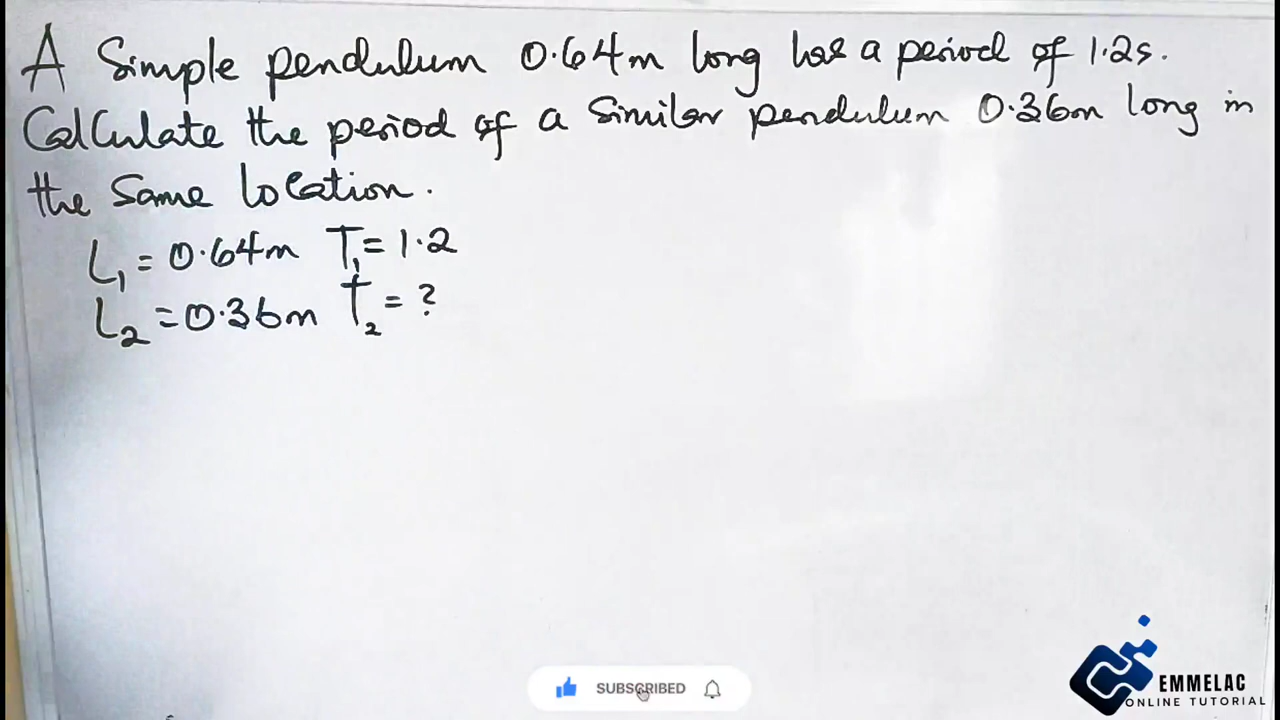 A Simple pendulum 0.64m long has a period of 1.2s.
Calculate the period of a similar pendulum 0.36m long in
the same location.
L₁ = 0.64m T₁ = 1.2
L₂ = 0.36m T₂ = ?
SUBSCRIBED
EMMELAC
ONLINE TUTORIAL